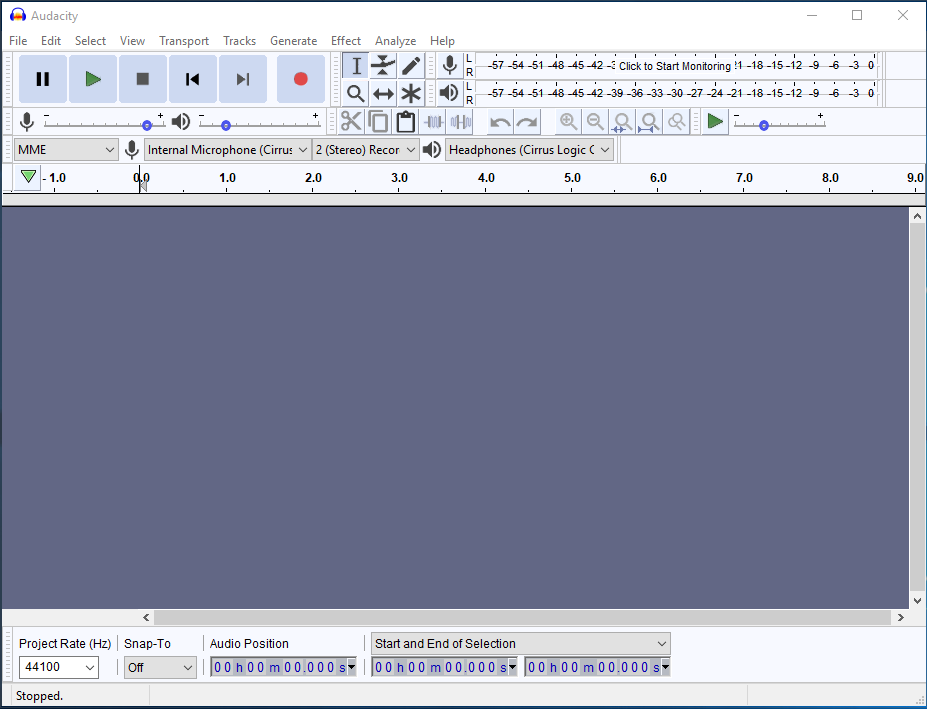 Audacity
File Edit Select View Transport Tracks Generate Effect Analyze Help
L
R
-57 -54 -51 -48 -45 -42 -3 Click to Start Monitoring !1 -18 -15 -12 -9 -6 -3 0
L
R
-57 -54 -51 -48 -45 -42 -39 -36 -33 -30 -27 -24 -21 -18 -15 -12 -9 -6 -3 0
- + - + - +
MME Internal Microphone (Cirrus 2 (Stereo) Recor Headphones (Cirrus Logic C
- 1.0 0.0 1.0 2.0 3.0 4.0 5.0 6.0 7.0 8.0 9.0
Project Rate (Hz) Snap-To Audio Position Start and End of Selection
44100 Off 00 h 00 m 00.000 s 00 h 00 m 00.000 s 00 h 00 m 00.000 s
Stopped.